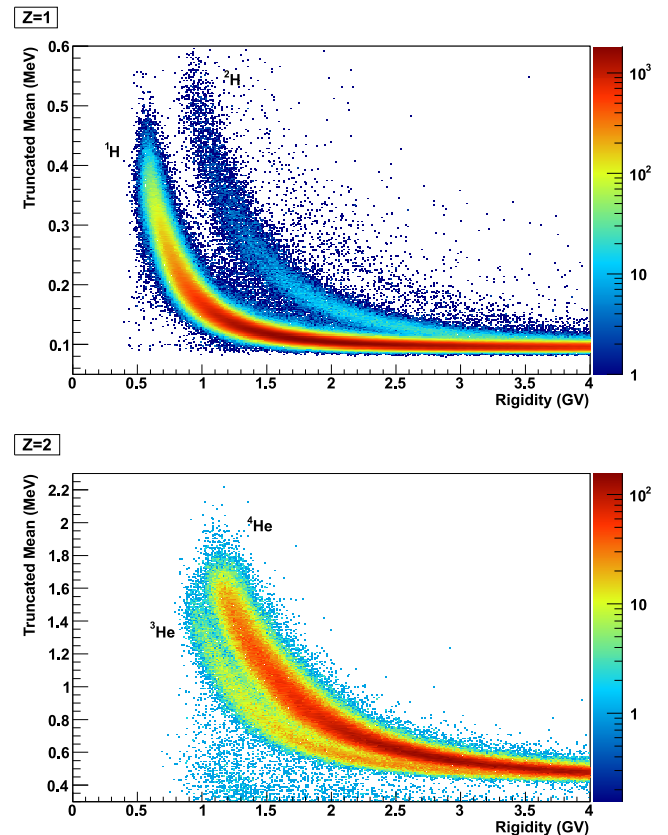 Z=1
Truncated Mean (MeV)
0.6
0.5
0.4
0.3
0.2
0.1
²H
¹H
0 0.5 1 1.5 2 2.5 3 3.5 4
Rigidity (GV)
10³
10²
10
1
Z=2
Truncated Mean (MeV)
2.2
2
1.8
1.6
1.4
1.2
1
0.8
0.6
0.4
⁴He
³He
0 0.5 1 1.5 2 2.5 3 3.5 4
Rigidity (GV)
10²
10
1